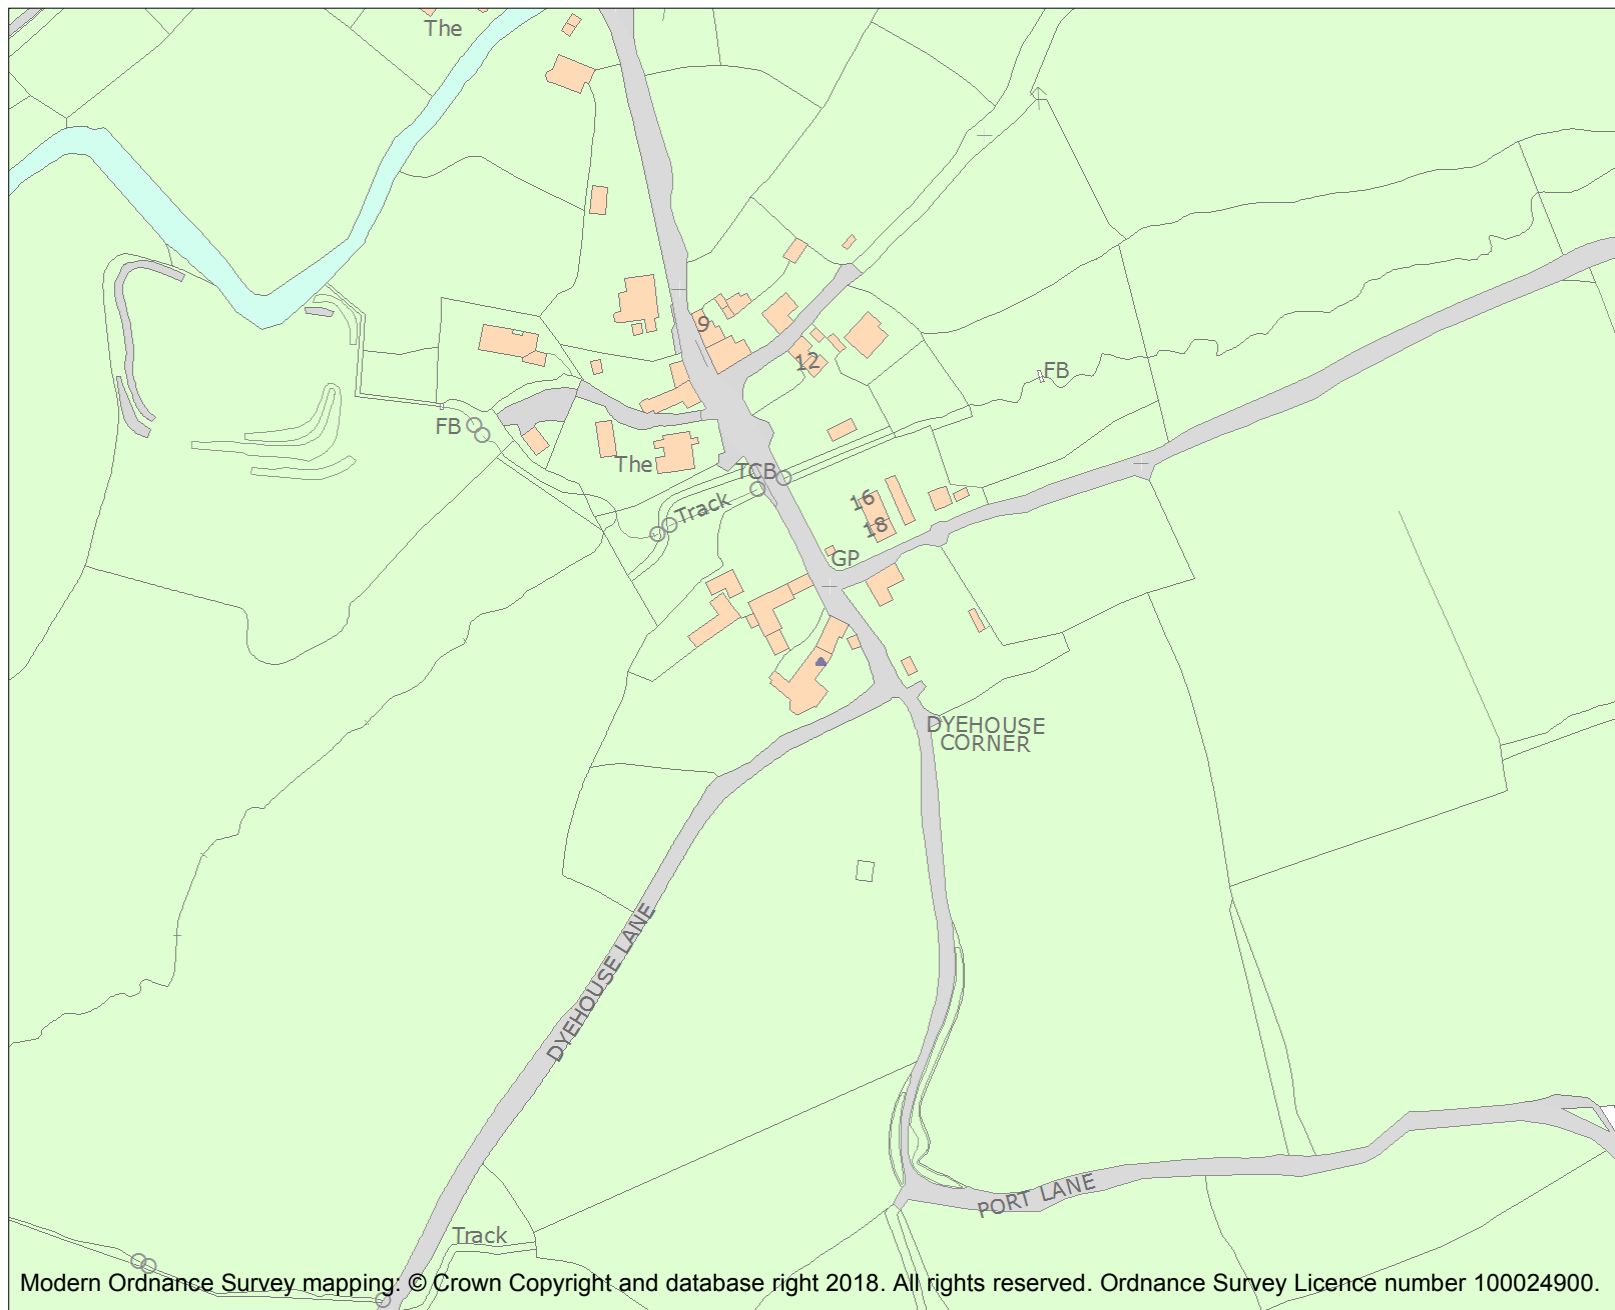 The
9
12
FB
FB
The
TCB
Track
16
18
GP
DYEHOUSE
CORNER
DYEHOUSE LANE
PORT LANE
Track
Modern Ordnance Survey mapping: © Crown Copyright and database right 2018. All rights reserved. Ordnance Survey Licence number 100024900.